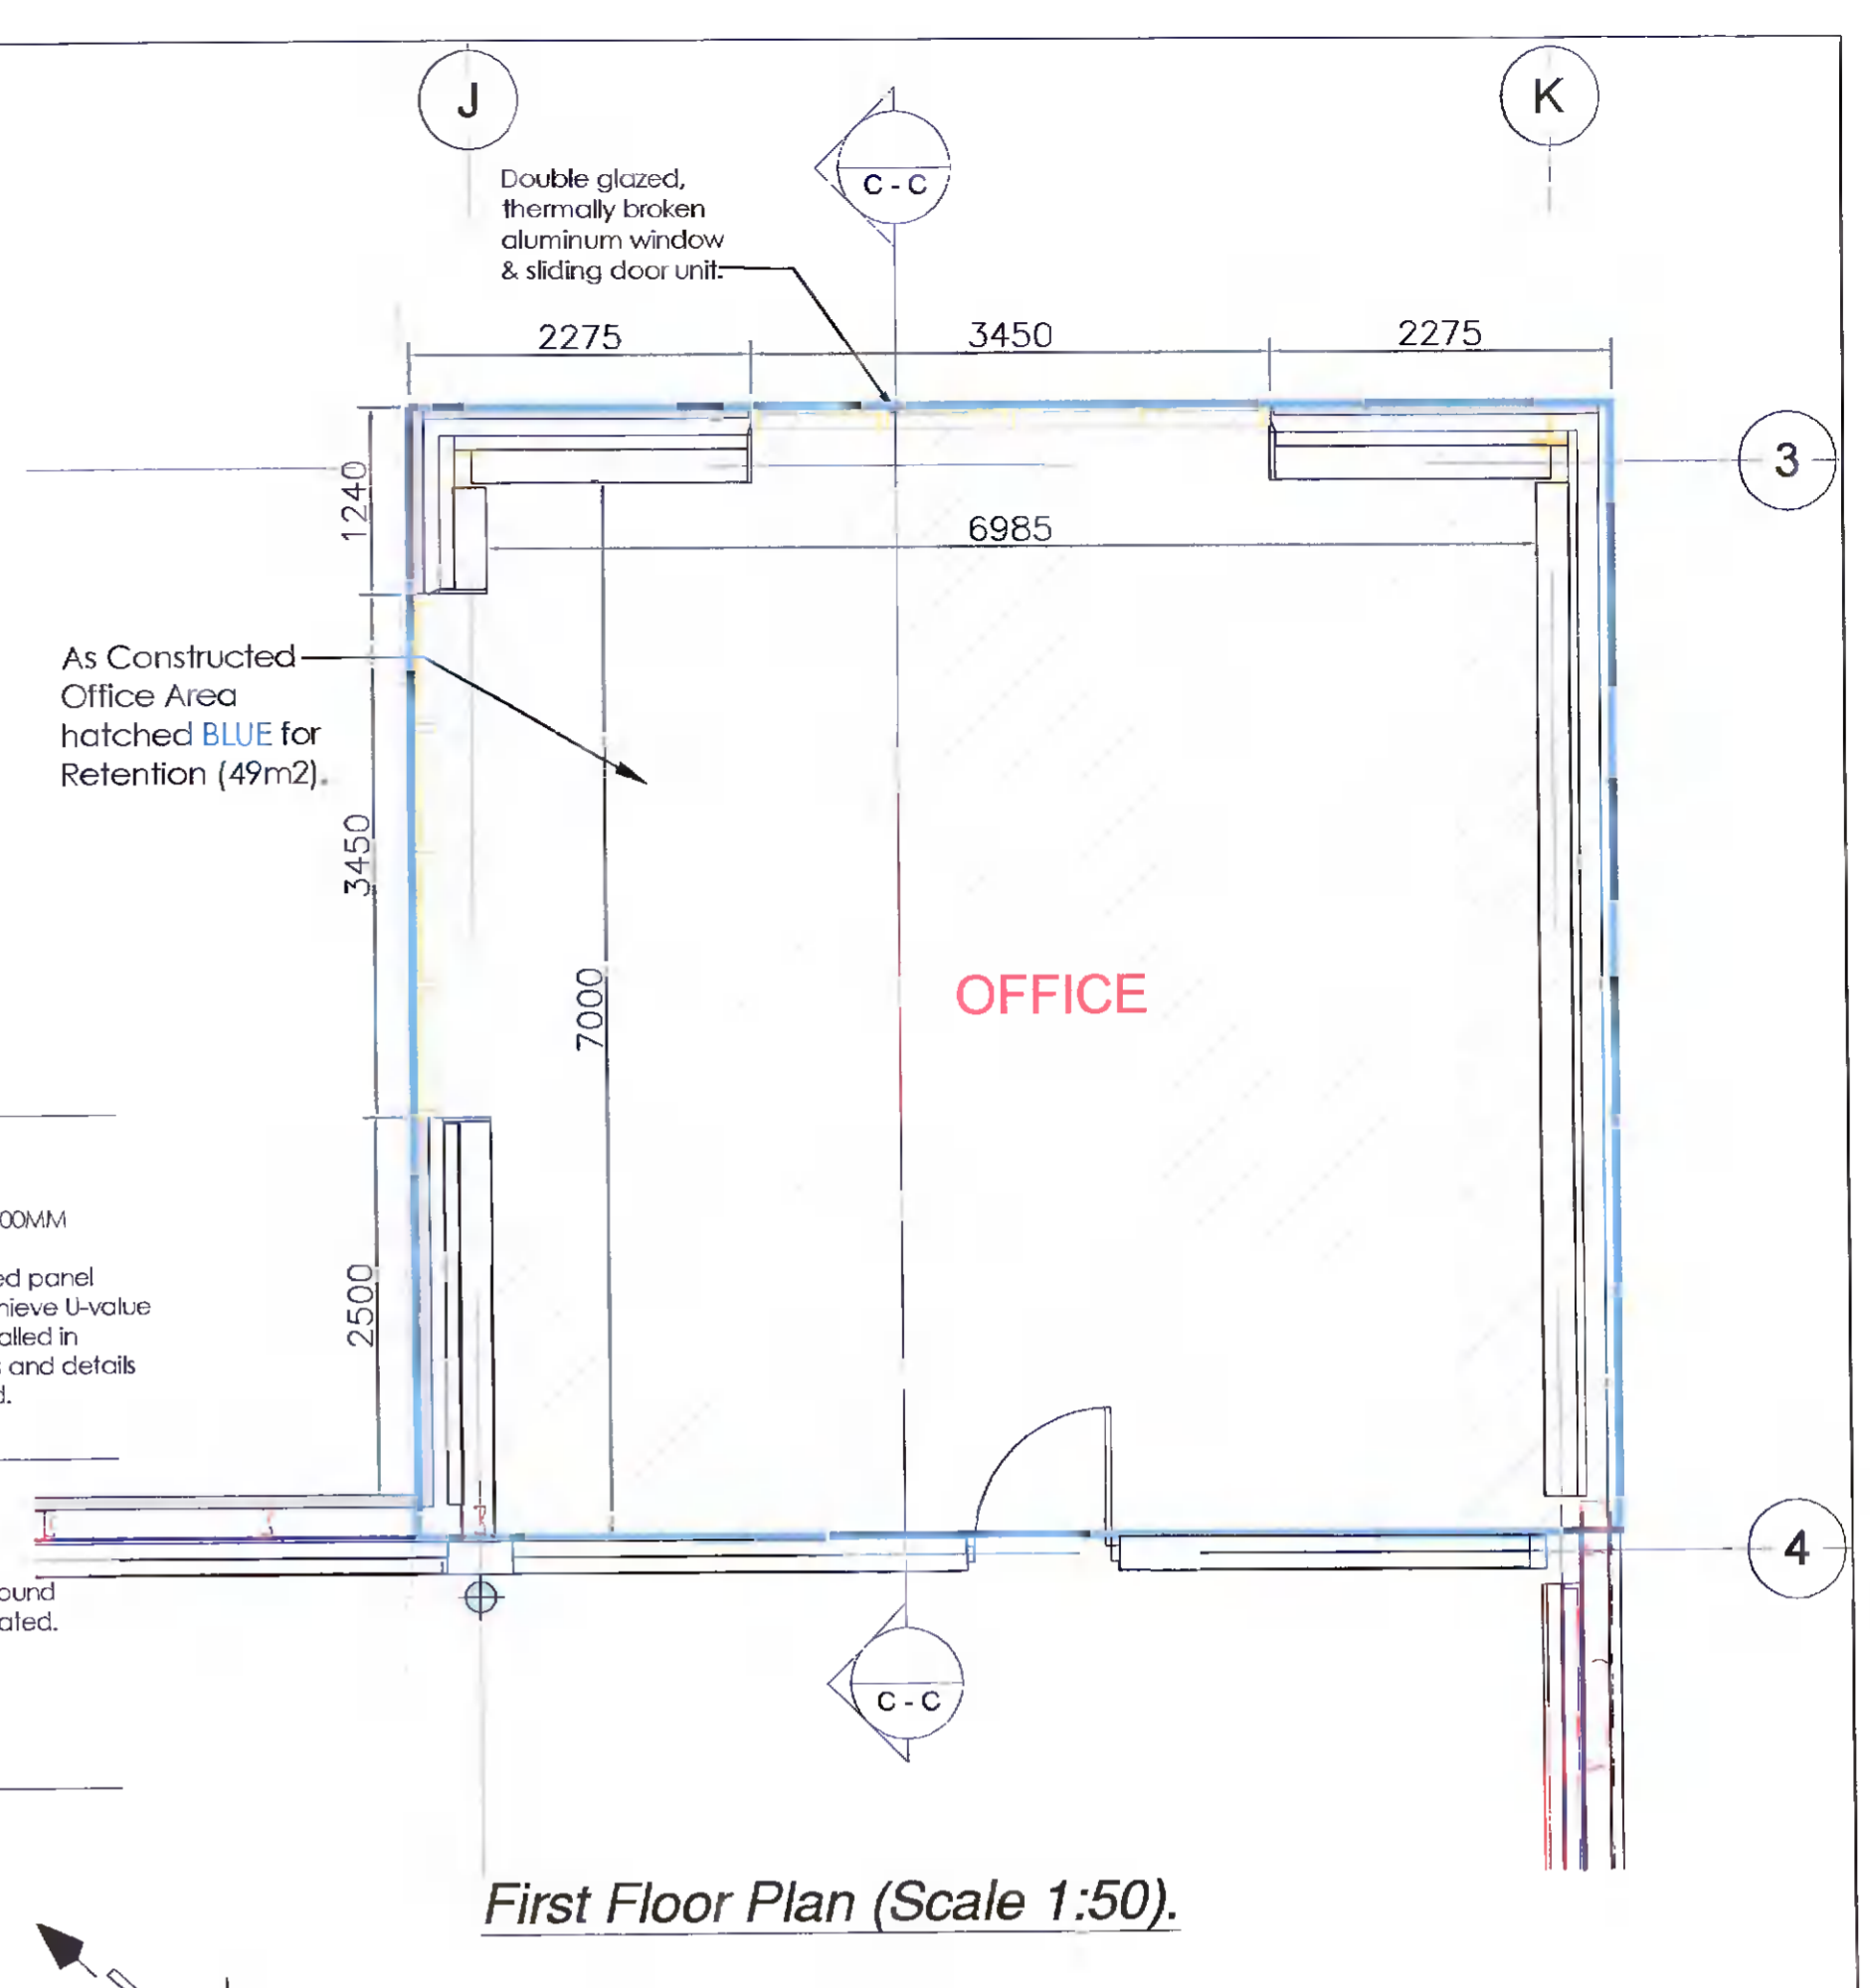 J
K
C - C
Double glazed,
thermally broken
aluminum window
& sliding door unit.
2275
3450
2275
1240
3
6985
As Constructed
Office Area
hatched BLUE for
Retention (49m2).
3450
7000
OFFICE
00MM
ed panel
hieve U-value
alled in
s and details
d.
2500
4
ound
ated.
C - C
First Floor Plan (Scale 1:50).